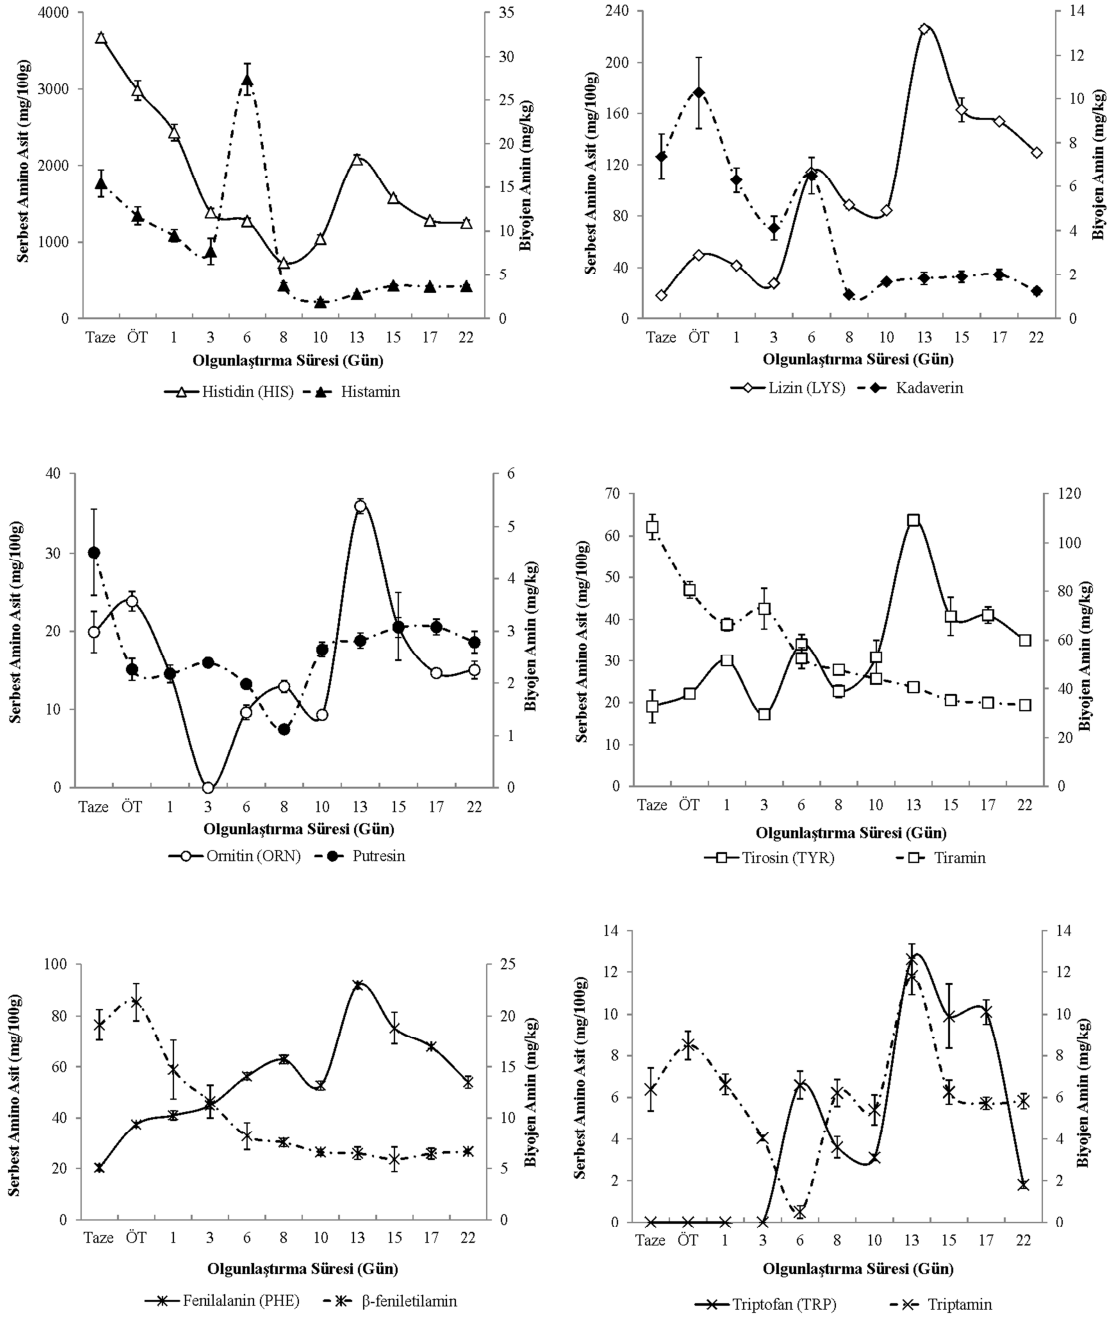 Serbest Amino Asit (mg/100g)
4000
3000
2000
1000
0
35
30
25
20
15
10
5
0
Biyojen Amin (mg/kg)
Taze ÖT 1 3 6 8 10 13 15 17 22
Olgunlaştırma Süresi (Gün)
Histidin (HIS) Histamin
Serbest Amino Asit (mg/100g)
240
200
160
120
80
40
0
14
12
10
8
6
4
2
0
Biyojen Amin (mg/kg)
Taze ÖT 1 3 6 8 10 13 15 17 22
Olgunlaştırma Süresi (Gün)
Lizin (LYS) Kadaverin
Serbest Amino Asit (mg/100g)
40
30
20
10
0
6
5
4
3
2
1
0
Biyojen Amin (mg/kg)
Taze ÖT 1 3 6 8 10 13 15 17 22
Olgunlaştırma Süresi (Gün)
Ornitin (ORN) Putresin
Serbest Amino Asit (mg/100g)
70
60
50
40
30
20
10
0
120
100
80
60
40
20
0
Biyojen Amin (mg/kg)
Taze ÖT 1 3 6 8 10 13 15 17 22
Olgunlaştırma Süresi (Gün)
Tirosin (TYR) Tiramin
Serbest Amino Asit (mg/100g)
100
80
60
40
20
0
25
20
15
10
5
0
Biyojen Amin (mg/kg)
Taze ÖT 1 3 6 8 10 13 15 17 22
Olgunlaştırma Süresi (Gün)
Fenilalanin (PHE) β-feniletilamin
Serbest Amino Asit (mg/100g)
14
12
10
8
6
4
2
0
14
12
10
8
6
4
2
0
Biyojen Amin (mg/kg)
Taze ÖT 1 3 6 8 10 13 15 17 22
Olgunlaştırma Süresi (Gün)
Triptofan (TRP) Triptamin